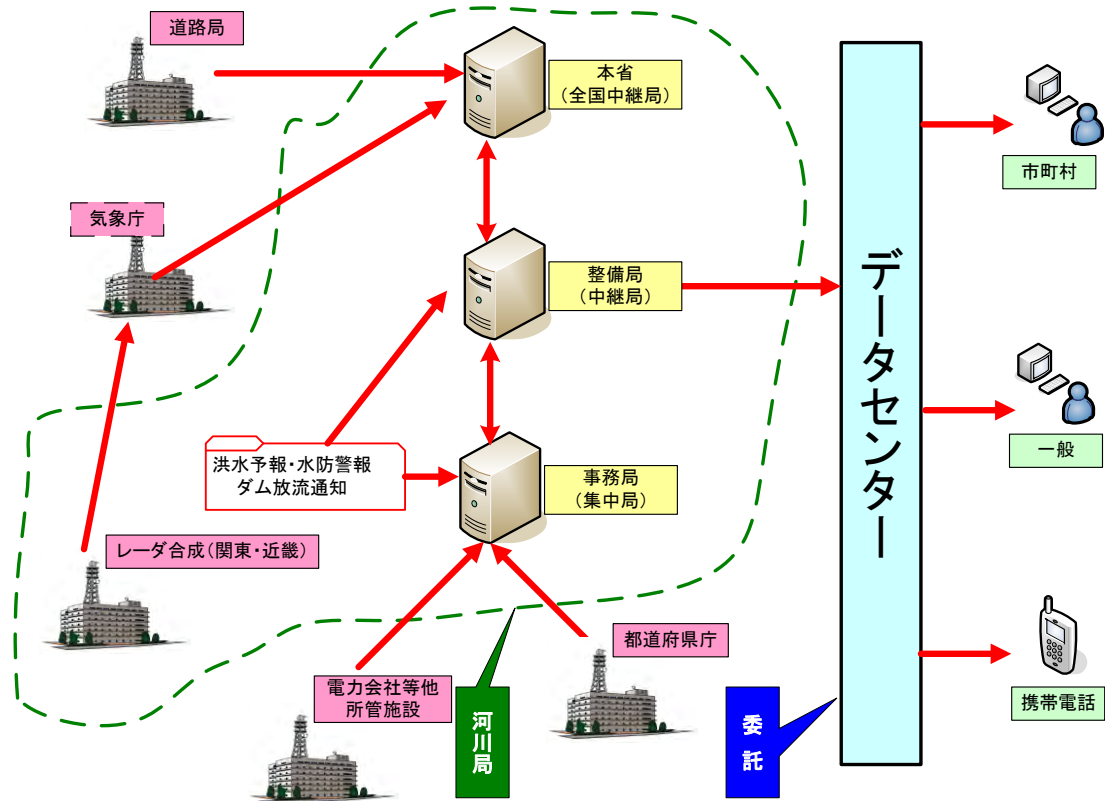 道路局
本省
（全国中継局）
市町村
気象庁
整備局
（中継局）
データセンター
一般
洪水予報・水防警報
ダム放流通知
事務局
（集中局）
レーダ合成（関東・近畿）
都道府県庁
電力会社等他
所管施設
河川局
委託
携帯電話